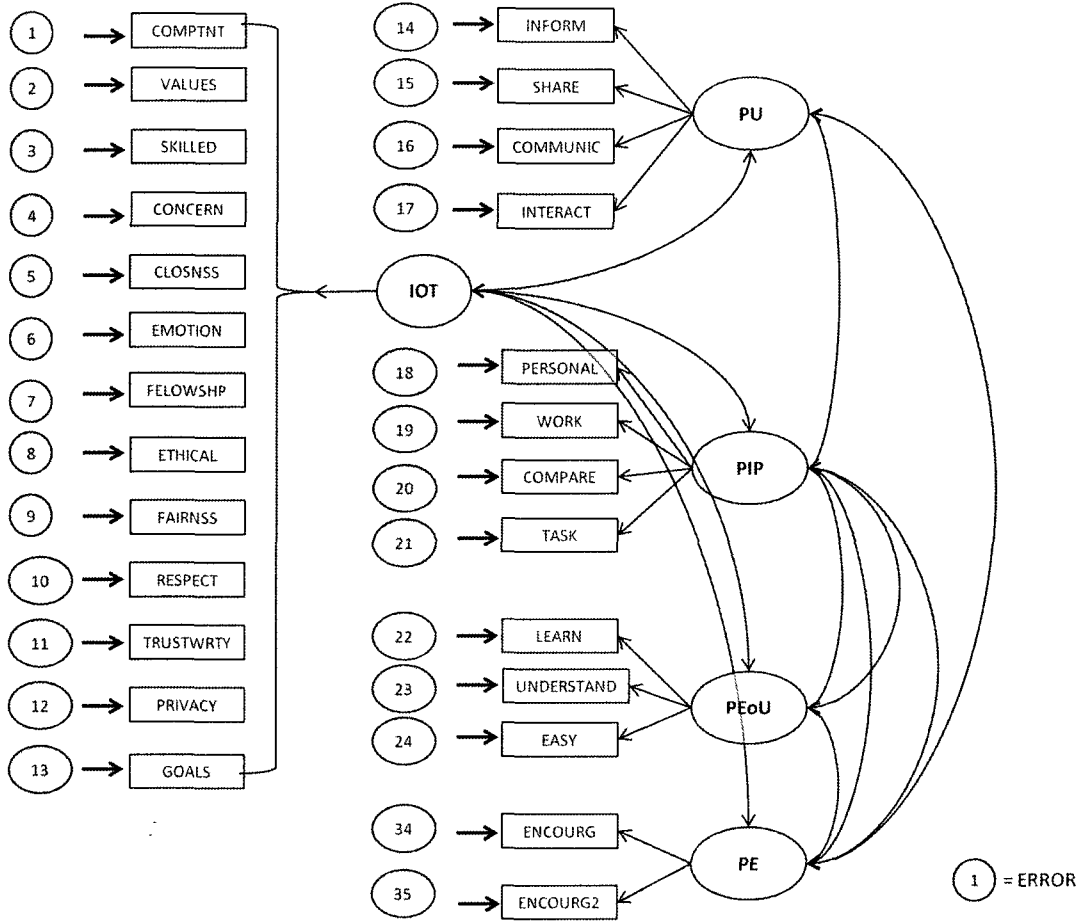 1 COMPTNT
2 VALUES
3 SKILLED
4 CONCERN
5 CLOSNSS
6 EMOTION
7 FELOWSHP
8 ETHICAL
9 FAIRNSS
10 RESPECT
11 TRUSTWRTY
12 PRIVACY
13 GOALS
IOT
14 INFORM
15 SHARE
16 COMMUNIC
17 INTERACT
PU
18 PERSONAL
19 WORK
20 COMPARE
21 TASK
PIP
22 LEARN
23 UNDERSTAND
24 EASY
PEoU
34 ENCOURG
35 ENCOURG2
PE
1 = ERROR